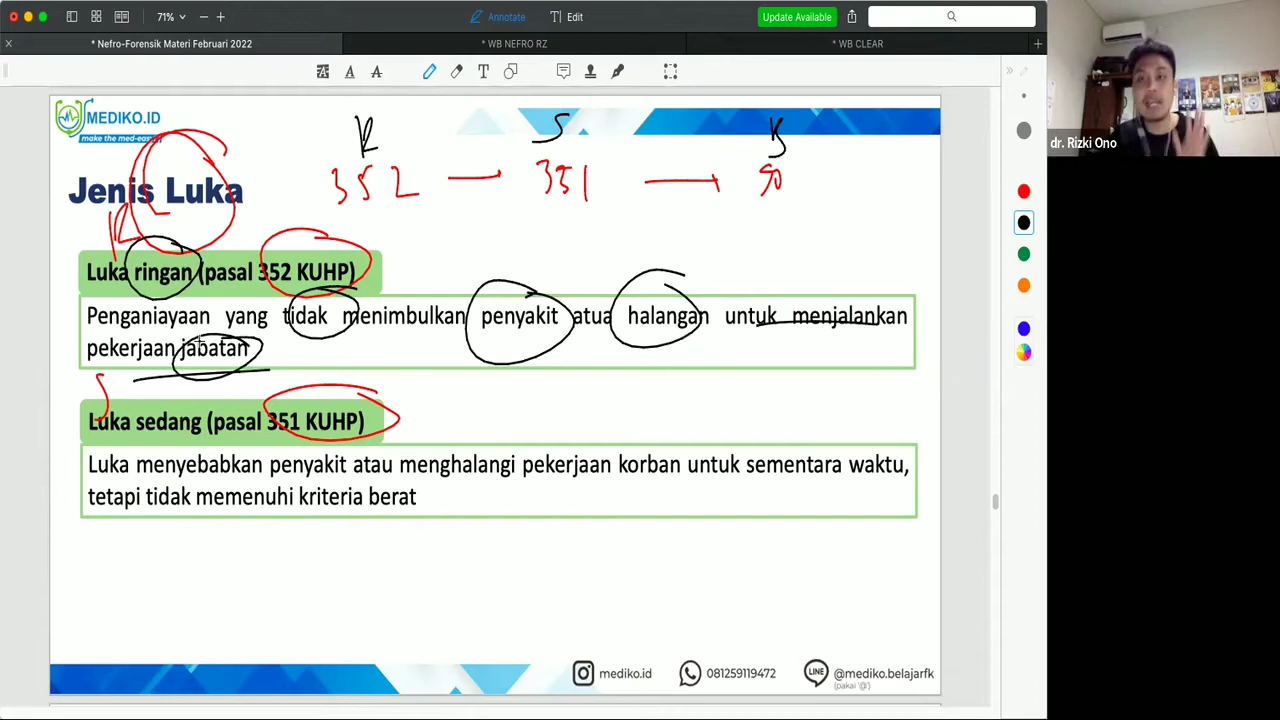 71%
Annotate
Edit
Update Available
* Nefro-Forensik Materi Februari 2022
* WB NEFRO RZ
* WB CLEAR
MEDIKO.ID
make the med-easy
dr. Rizki Ono
R S
352 — 351 — 90
Jenis Luka
R
Luka ringan (pasal 352 KUHP)
Penganiayaan yang tidak menimbulkan penyakit atua halangan untuk menjalankan
pekerjaan jabatan
S
Luka sedang (pasal 351 KUHP)
Luka menyebabkan penyakit atau menghalangi pekerjaan korban untuk sementara waktu,
tetapi tidak memenuhi kriteria berat
mediko.id
081259119472
LINE
@mediko.belajarfk
(pakai '@')